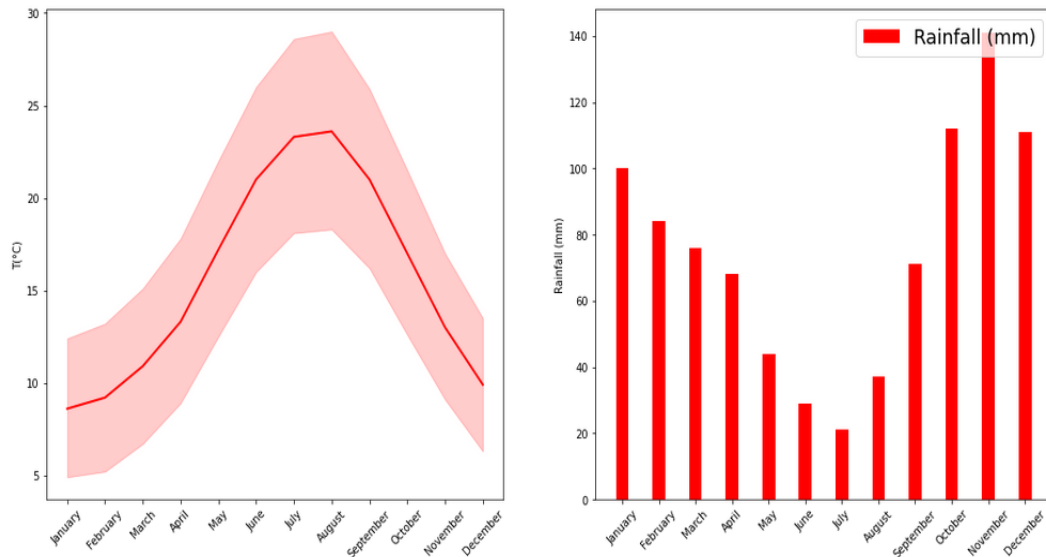 30
25
20
15
10
5
T(°C)
January
February
March
April
May
June
July
August
September
October
November
December
Rainfall (mm)
140
120
100
80
60
40
20
0
Rainfall (mm)
January
February
March
April
May
June
July
August
September
October
November
December